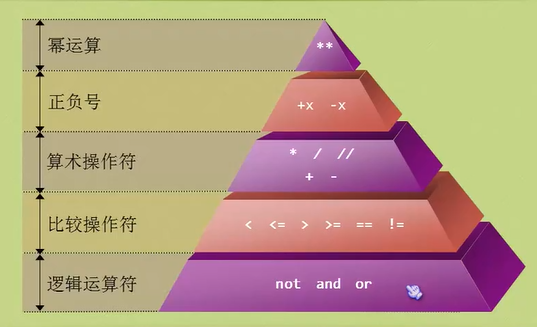 幂运算
**
正负号
+x -x
算术操作符
* / //
+ -
比较操作符
< <= > >= == !=
逻辑运算符
not and or